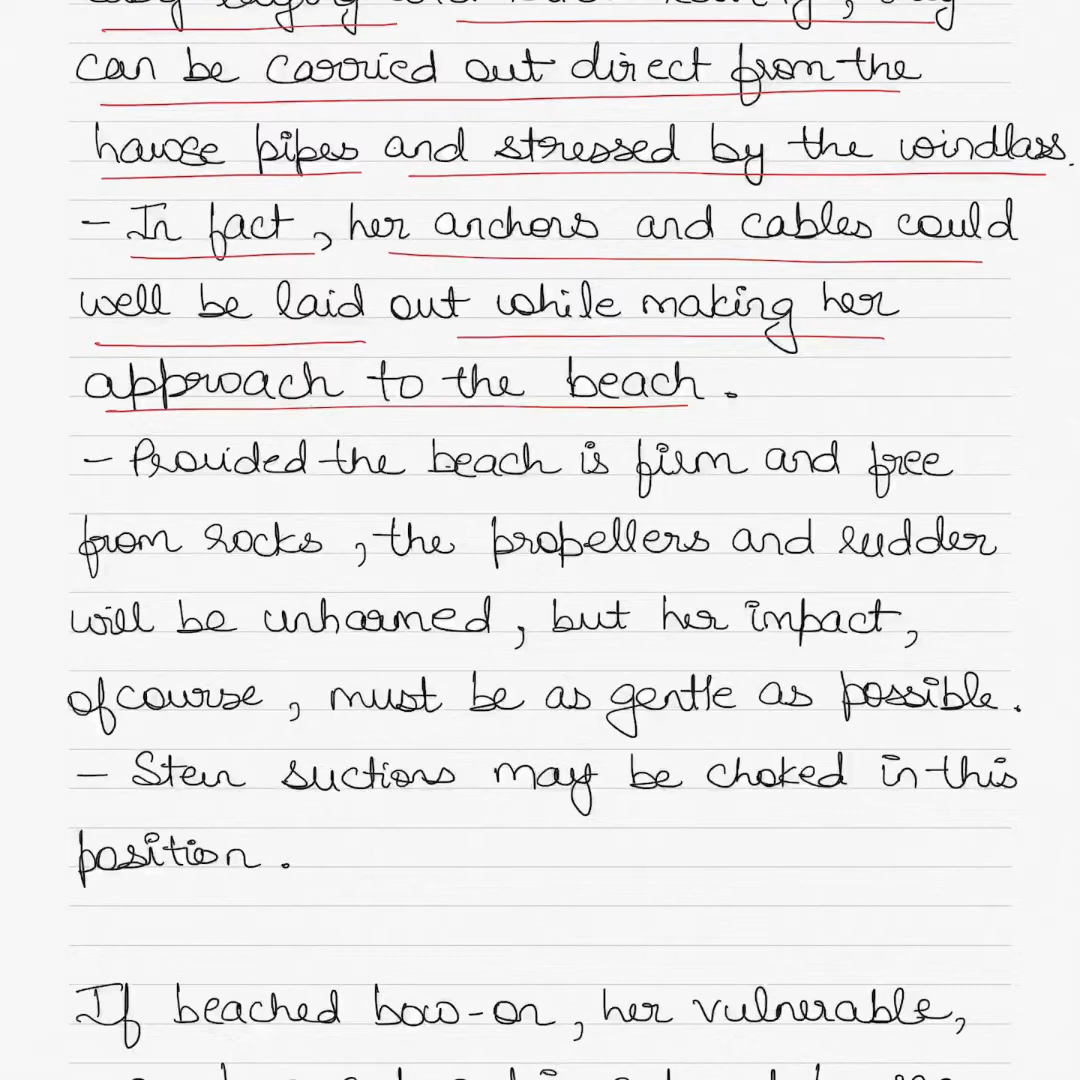 can be carried out direct from the
hawse pipes and stressed by the windlass.
- In fact, her anchors and cables could
well be laid out while making her
approach to the beach.
- Provided the beach is firm and free
from rocks, the propellers and rudder
will be unharmed, but her impact,
ofcourse, must be as gentle as possible.
- Stern suctions may be choked in this
position.
If beached bow-on, her vulnerable,